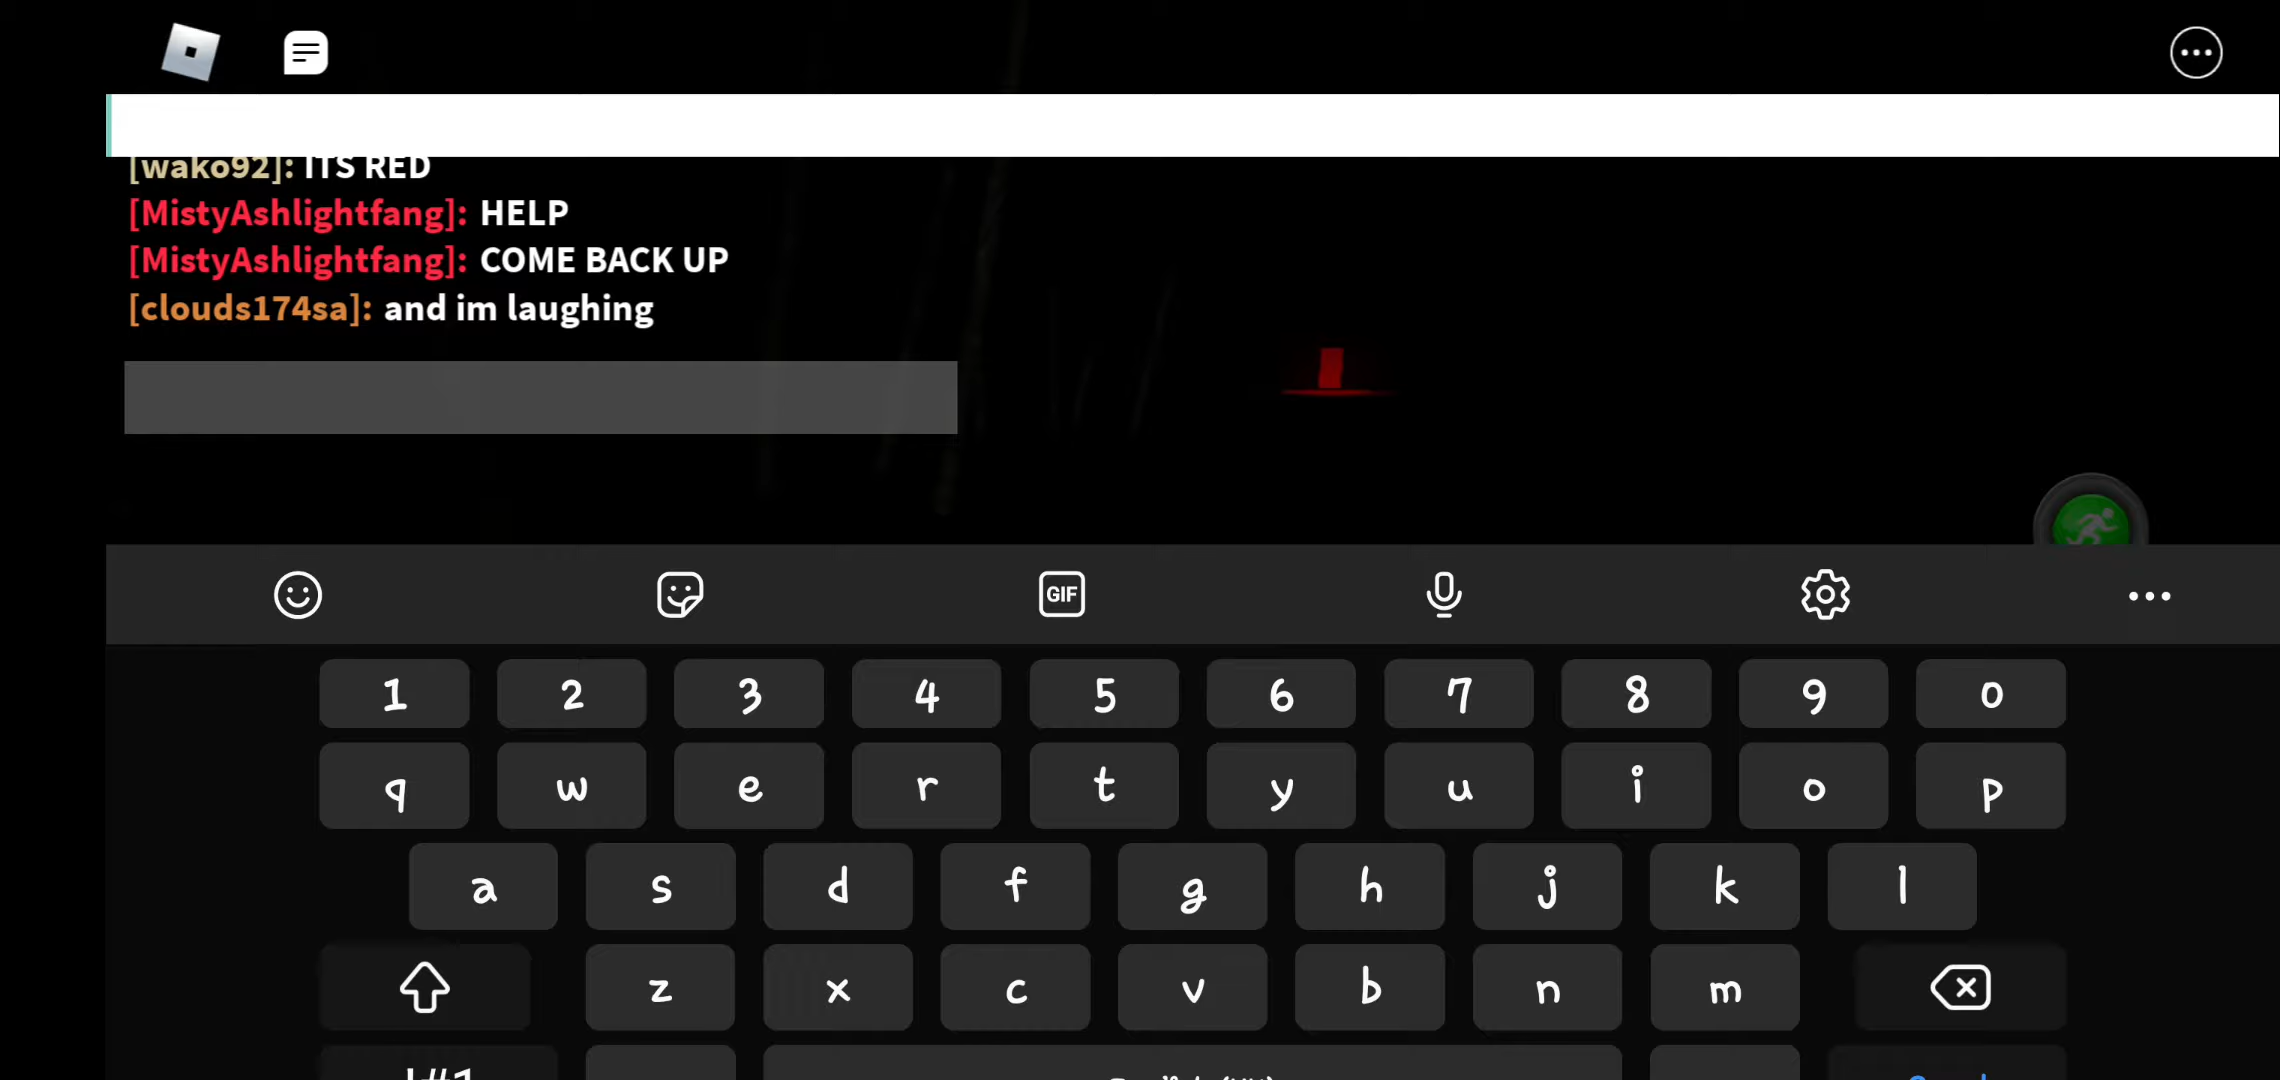 [wako92]: ITS RED
[MistyAshlightfang]: HELP
[MistyAshlightfang]: COME BACK UP
[clouds174sa]: and im laughing
GIF
1 2 3 4 5 6 7 8 9 0
q w e r t y u i o p
a s d f g h j k l
z x c v b n m
!#1